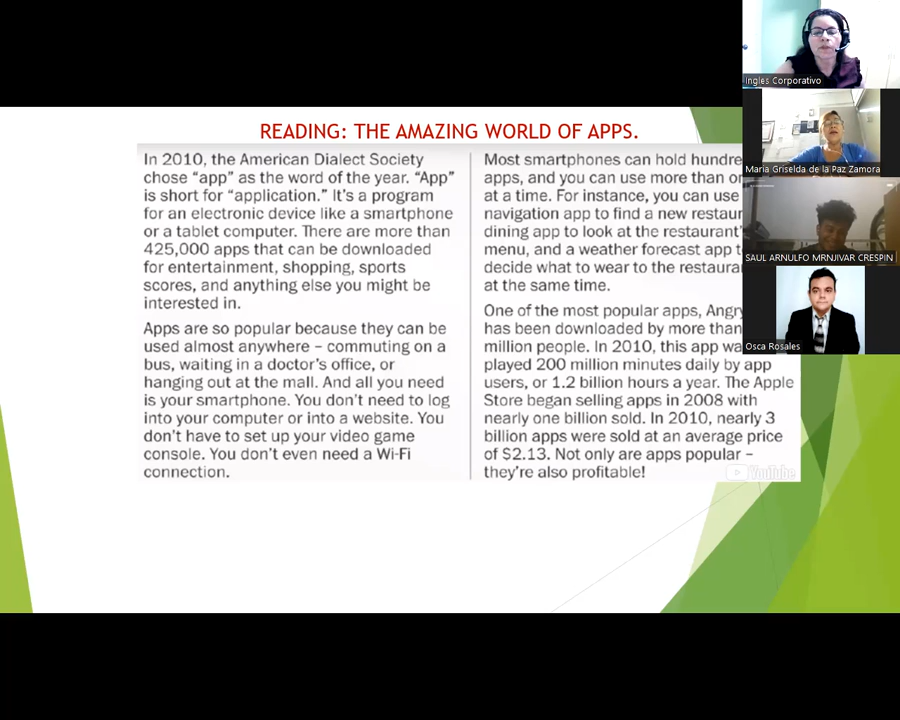 READING: THE AMAZING WORLD OF APPS.
In 2010, the American Dialect Society
chose “app” as the word of the year. “App”
is short for “application.” It’s a program
for an electronic device like a smartphone
or a tablet computer. There are more than
425,000 apps that can be downloaded
for entertainment, shopping, sports
scores, and anything else you might be
interested in.
Apps are so popular because they can be
used almost anywhere – commuting on a
bus, waiting in a doctor’s office, or
hanging out at the mall. And all you need
is your smartphone. You don’t need to log
into your computer or into a website. You
don’t have to set up your video game
console. You don’t even need a Wi-Fi
connection.
Most smartphones can hold hundre
apps, and you can use more than
at a time. For instance, you can use
navigation app to find a new restaur
dining app to look at the restaurant’
menu, and a weather forecast app
decide what to wear to the restaura
at the same time.
One of the most popular apps, Angry
has been downloaded by more than
million people. In 2010, this app wa
played 200 million minutes daily by app
users, or 1.2 billion hours a year. The Apple
Store began selling apps in 2008 with
nearly one billion sold. In 2010, nearly 3
billion apps were sold at an average price
of $2.13. Not only are apps popular –
they’re also profitable!
YouTube
Ingles Corporativo
Maria Griselda de la Paz Zamora
SAUL ARNULFO MRNJIVAR CRESPIN
Osca Rosales